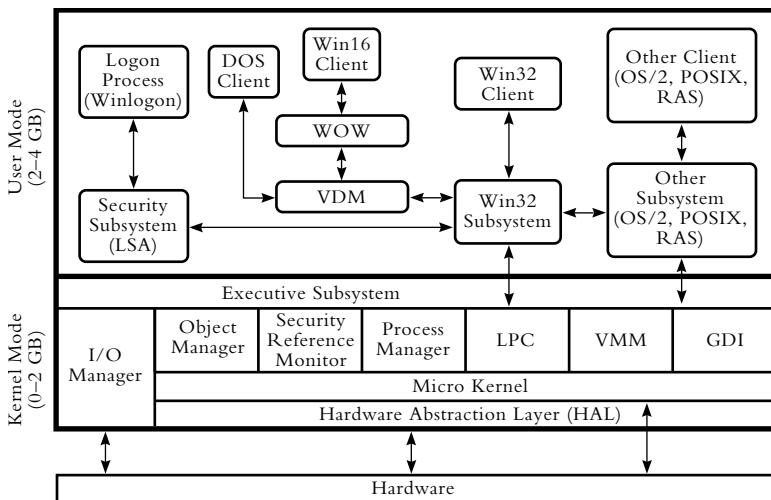 User Mode
(2–4 GB)
Logon
Process
(Winlogon)
DOS
Client
Win16
Client
Win32
Client
Other Client
(OS/2, POSIX,
RAS)
WOW
VDM
Security
Subsystem
(LSA)
Win32
Subsystem
Other
Subsystem
(OS/2, POSIX,
RAS)
Kernel Mode
(0–2 GB)
Executive Subsystem
I/O
Manager
Object
Manager
Security
Reference
Monitor
Process
Manager
LPC
VMM
GDI
Micro Kernel
Hardware Abstraction Layer (HAL)
Hardware